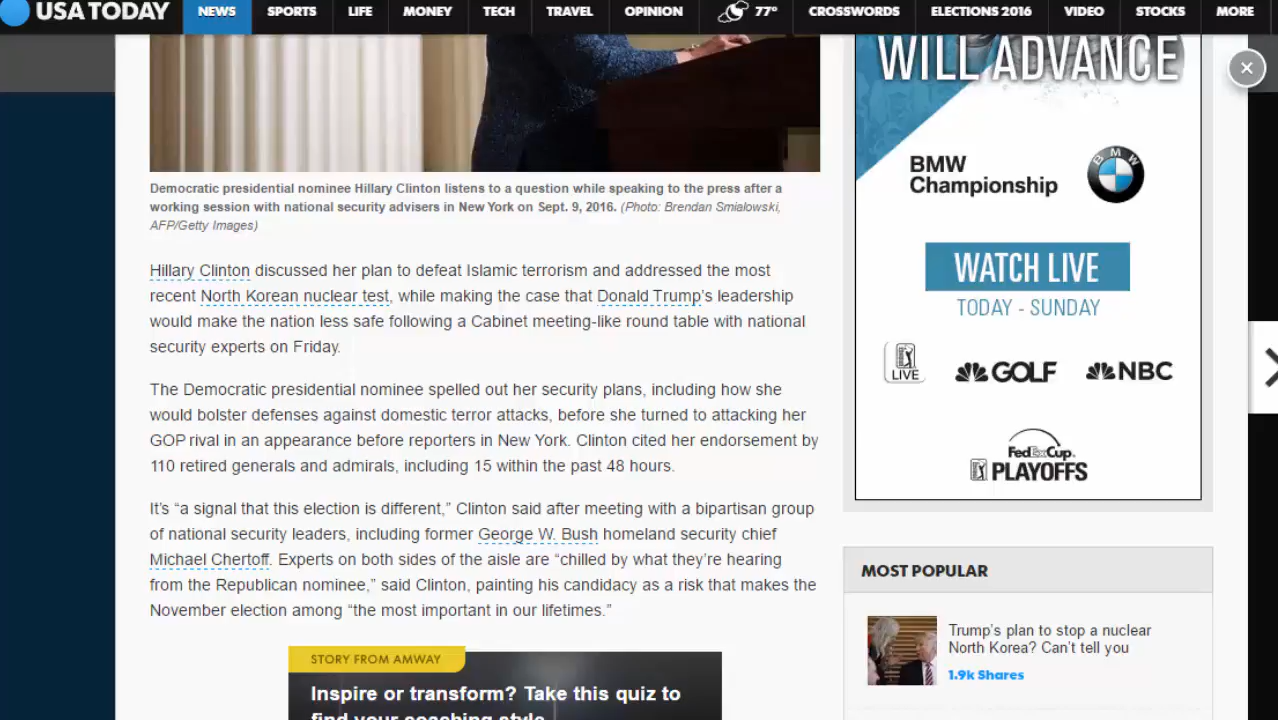 USA TODAY
NEWS
SPORTS
LIFE
MONEY
TECH
TRAVEL
OPINION
77°
CROSSWORDS
ELECTIONS 2016
VIDEO
STOCKS
MORE
Democratic presidential nominee Hillary Clinton listens to a question while speaking to the press after a
working session with national security advisers in New York on Sept. 9, 2016. (Photo: Brendan Smialowski,
AFP/Getty Images)
Hillary Clinton discussed her plan to defeat Islamic terrorism and addressed the most
recent North Korean nuclear test, while making the case that Donald Trump's leadership
would make the nation less safe following a Cabinet meeting-like round table with national
security experts on Friday.
The Democratic presidential nominee spelled out her security plans, including how she
would bolster defenses against domestic terror attacks, before she turned to attacking her
GOP rival in an appearance before reporters in New York. Clinton cited her endorsement by
110 retired generals and admirals, including 15 within the past 48 hours.
It's “a signal that this election is different,” Clinton said after meeting with a bipartisan group
of national security leaders, including former George W. Bush homeland security chief
Michael Chertoff. Experts on both sides of the aisle are “chilled by what they're hearing
from the Republican nominee,” said Clinton, painting his candidacy as a risk that makes the
November election among “the most important in our lifetimes.”
STORY FROM AMWAY
Inspire or transform? Take this quiz to
find your coaching style
WILL ADVANCE
BMW
Championship
BMW
WATCH LIVE
TODAY - SUNDAY
LIVE
GOLF
NBC
FedExCup
PLAYOFFS
MOST POPULAR
Trump's plan to stop a nuclear
North Korea? Can't tell you
1.9k Shares